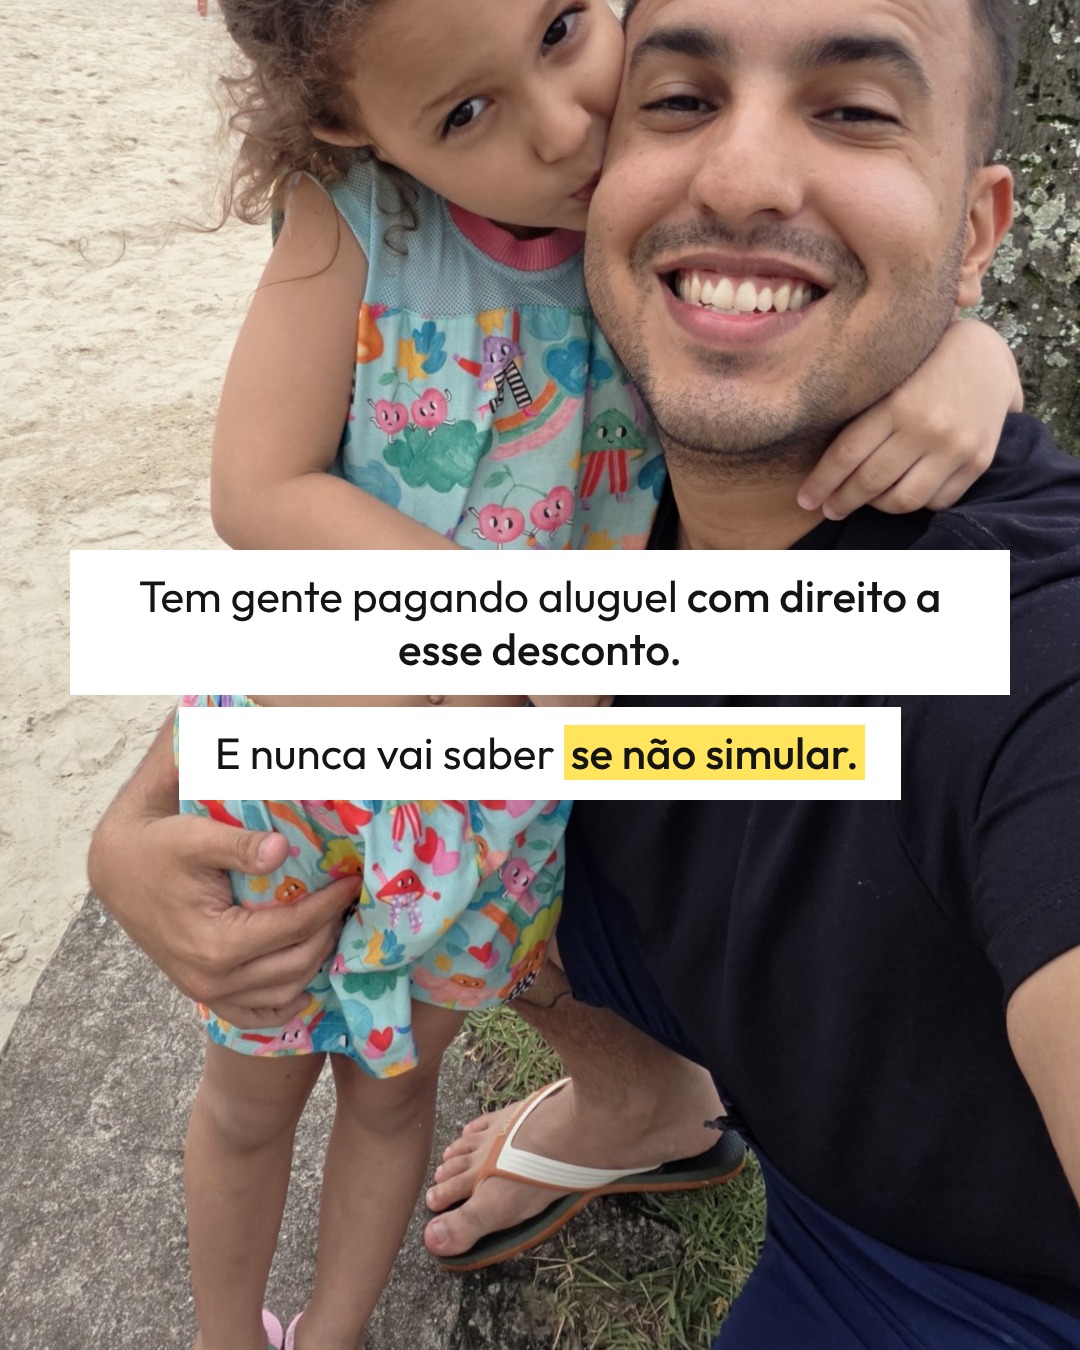 Tem gente pagando aluguel com direito a
esse desconto.
E nunca vai saber se não simular.